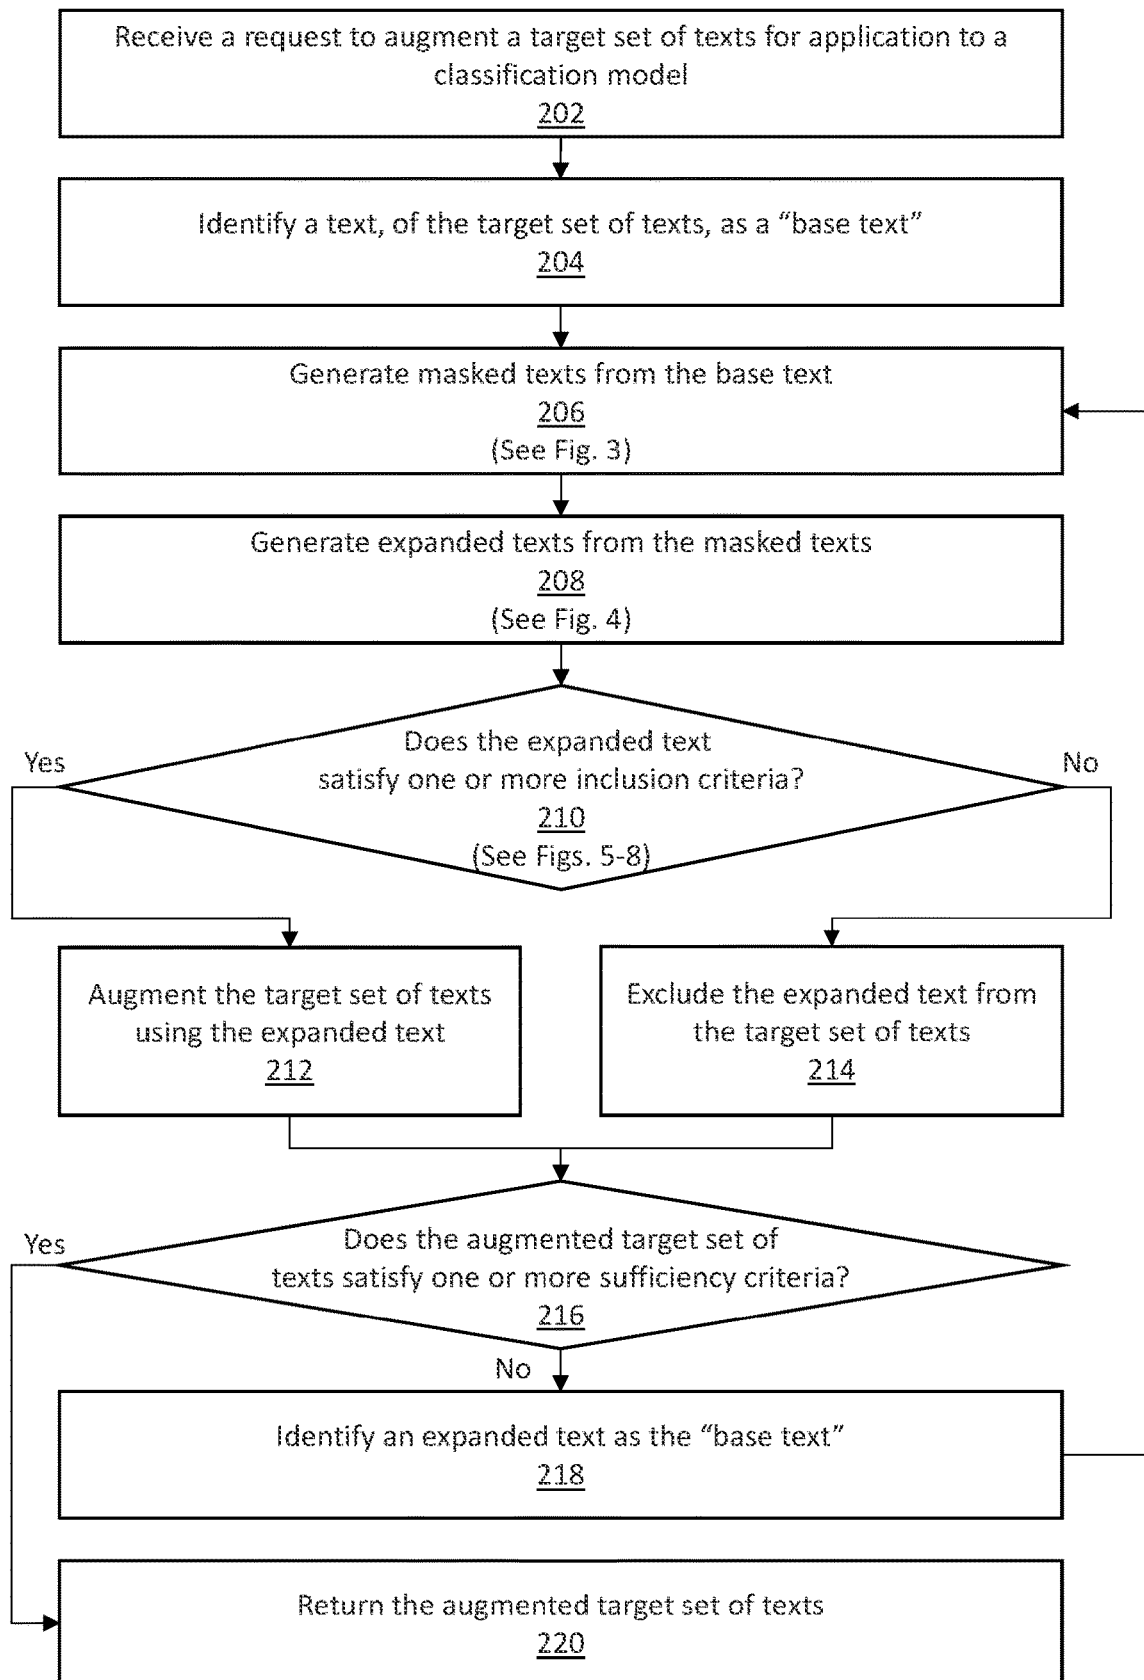 Receive a request to augment a target set of texts for application to a
classification model
202
Identify a text, of the target set of texts, as a “base text”
204
Generate masked texts from the base text
206
(See Fig. 3)
Generate expanded texts from the masked texts
208
(See Fig. 4)
Does the expanded text
satisfy one or more inclusion criteria?
210
(See Figs. 5-8)
Yes
No
Augment the target set of texts
using the expanded text
212
Exclude the expanded text from
the target set of texts
214
Does the augmented target set of
texts satisfy one or more sufficiency criteria?
216
Yes
No
Identify an expanded text as the “base text”
218
Return the augmented target set of texts
220